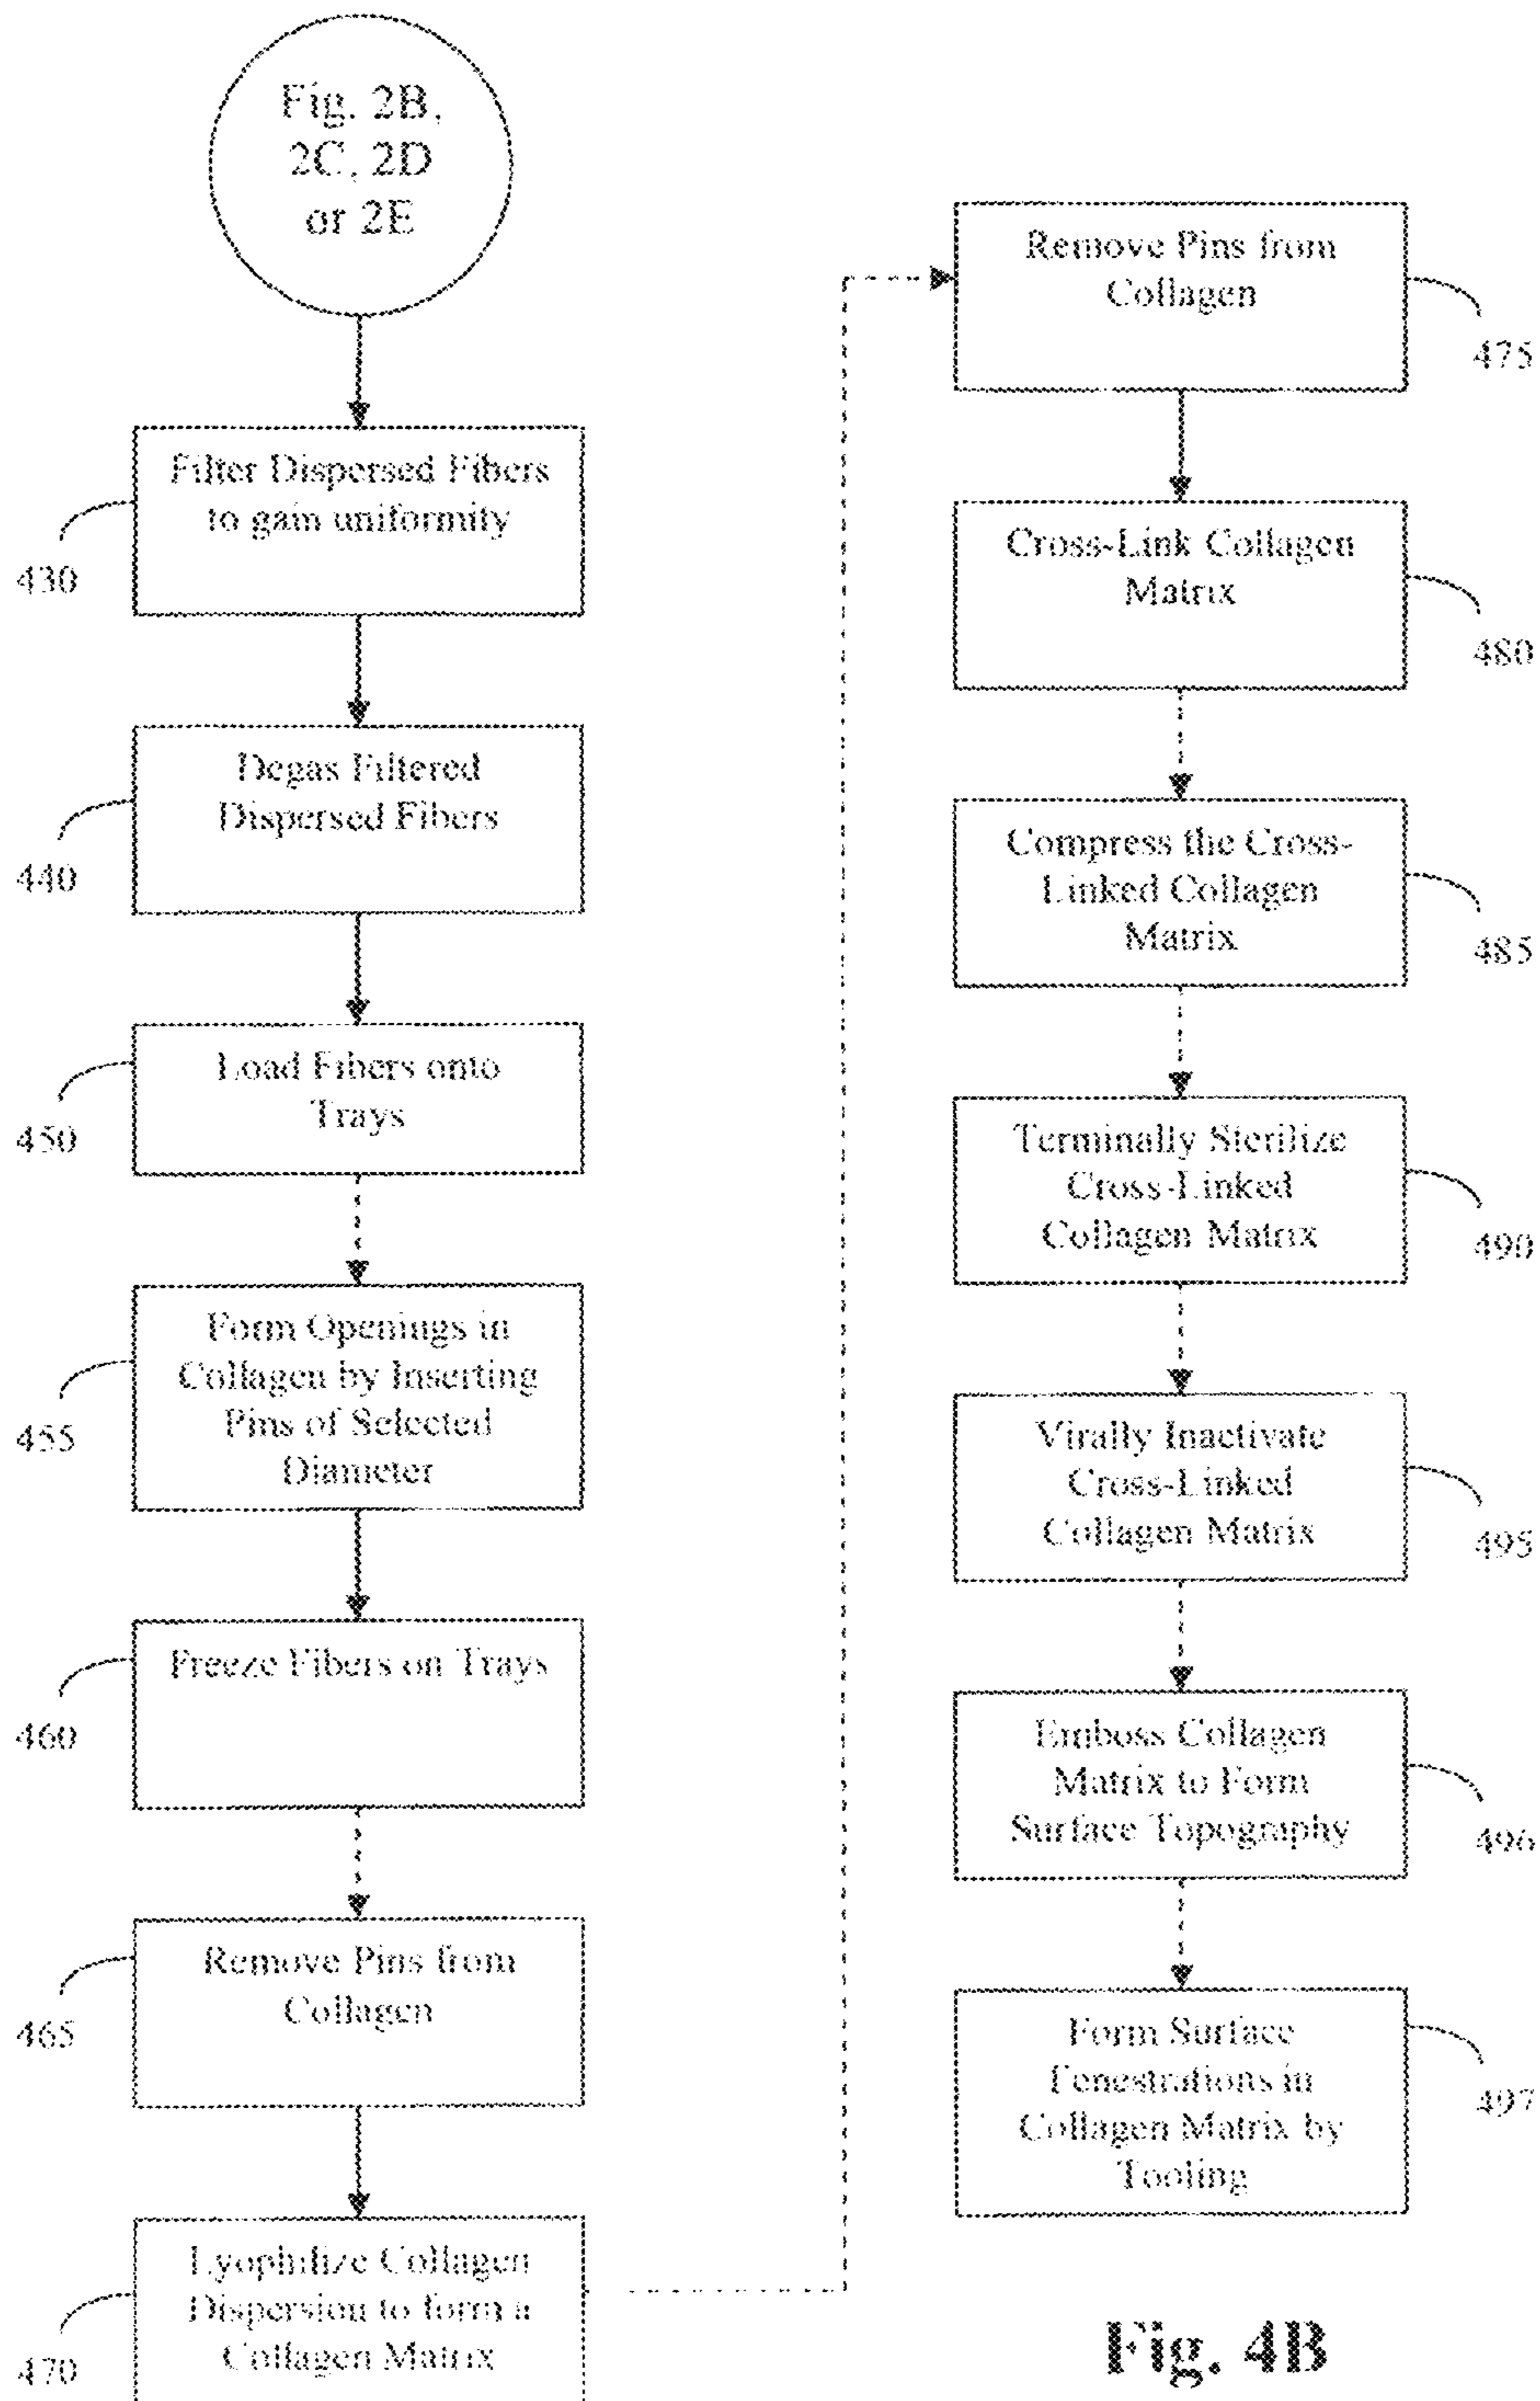 Fig. 2B,
2C, 2D
or 2E
Filter Dispersed Fibers
to gain uniformity
430
Degas Filtered
Dispersed Fibers
440
Load Fibers onto
Trays
450
Form Openings in
Collagen by Inserting
Pins of Selected
Diameter
455
Freeze Fibers on Trays
460
Remove Pins from
Collagen
465
Lyophilize Collagen
Dispersion to form a
Collagen Matrix
470
Remove Pins from
Collagen
475
Cross-Link Collagen
Matrix
480
Compress the Cross-
Linked Collagen
Matrix
485
Terminally Sterilize
Cross-Linked
Collagen Matrix
490
Virally Inactivate
Cross-Linked
Collagen Matrix
495
Emboss Collagen
Matrix to Form
Surface Topography
496
Form Surface
Fenestrations in
Collagen Matrix by
Tooling
497
Fig. 4B